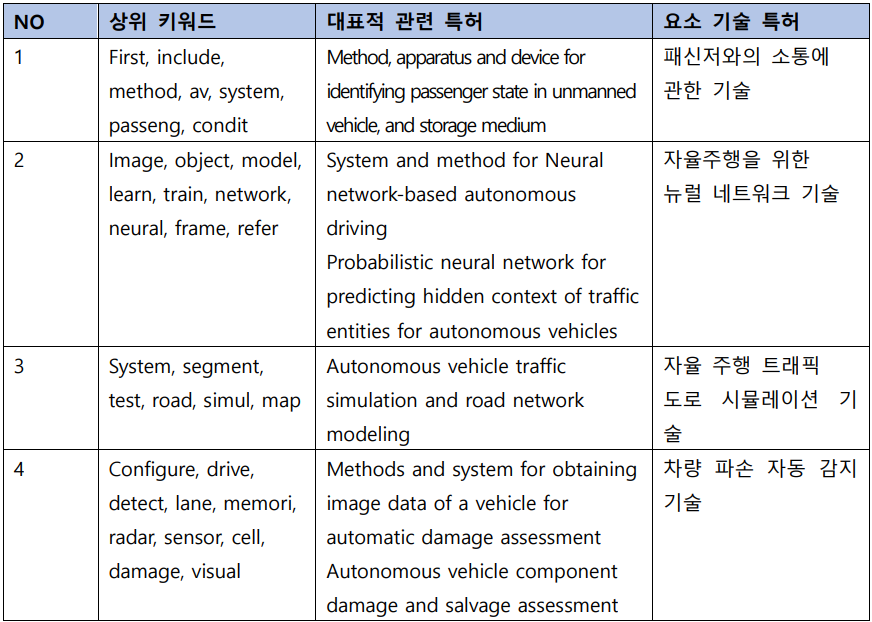 NO 상위 키워드 대표적 관련 특허 요소 기술 특허
1
First, include,
method, av, system,
passeng, condit
Method, apparatus and device for
identifying passenger state in unmanned
vehicle, and storage medium
패신저와의 소통에
관한 기술
2
Image, object, model,
learn, train, network,
neural, frame, refer
System and method for Neural
network-based autonomous
driving
Probabilistic neural network for
predicting hidden context of traffic
entities for autonomous vehicles
자율주행을 위한
뉴럴 네트워크 기술
3
System, segment,
test, road, simul, map
Autonomous vehicle traffic
simulation and road network
modeling
자율 주행 트래픽
도로 시뮬레이션 기
술
4
Configure, drive,
detect, lane, memori,
radar, sensor, cell,
damage, visual
Methods and system for obtaining
image data of a vehicle for
automatic damage assessment
Autonomous vehicle component
damage and salvage assessment
차량 파손 자동 감지
기술